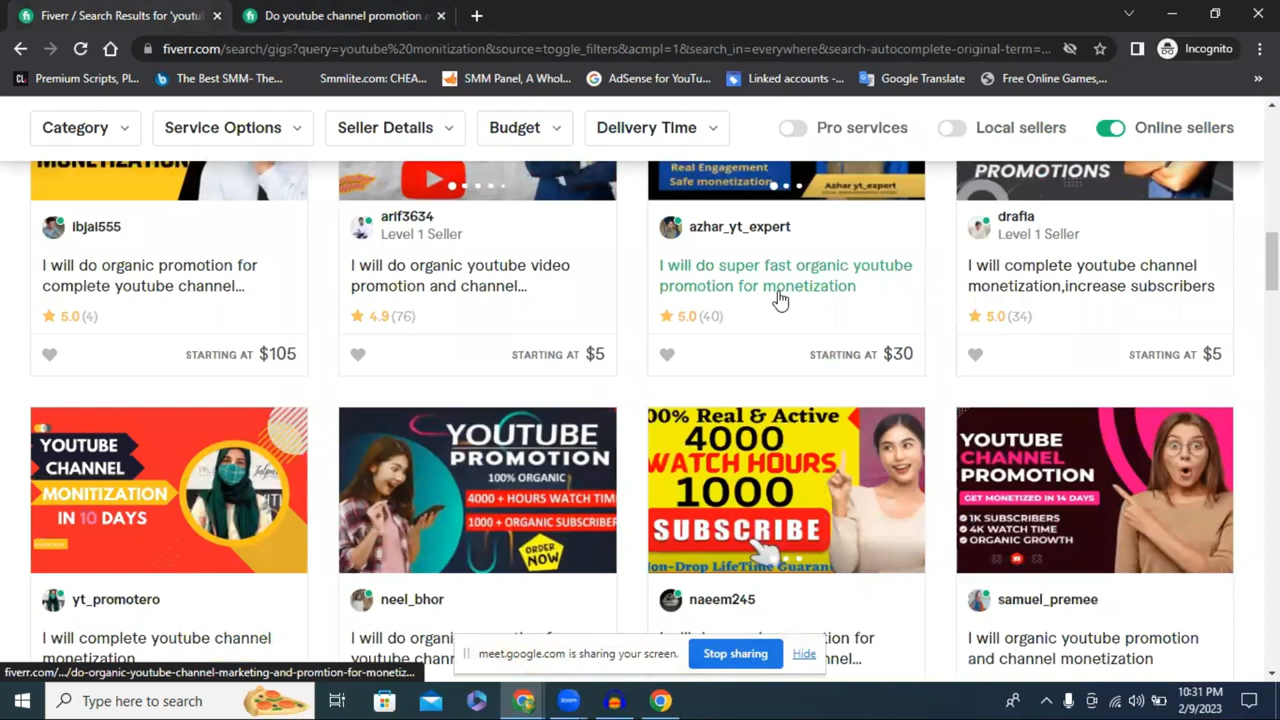 Fiverr / Search Results for 'youtu
Do youtube channel promotion a
fiverr.com/search/gigs?query=youtube%20monitization&source=toggle_filters&acmpl=1&search_in=everywhere&search-autocomplete-original-term=...
Incognito
Premium Scripts, Pl...
The Best SMM- The...
Smmlite.com: CHEA...
SMM Panel, A Whol...
AdSense for YouTu...
Linked accounts -...
Google Translate
Free Online Games,...
»
Category
Service Options
Seller Details
Budget
Delivery Time
Pro services
Local sellers
Online sellers
MONETIZATION
Real Engagement
Safe monetization
Azhar yt_expert
PROMOTIONS
ibjal555
arif3634
Level 1 Seller
azhar_yt_expert
drafia
Level 1 Seller
I will do organic promotion for
complete youtube channel...
I will do organic youtube video
promotion and channel...
I will do super fast organic youtube
promotion for monetization
I will complete youtube channel
monetization,increase subscribers
5.0 (4)
4.9 (76)
5.0 (40)
5.0 (34)
STARTING AT $105
STARTING AT $5
STARTING AT $30
STARTING AT $5
YOUTUBE
CHANNEL
MONITIZATION
IN 10 DAYS
YOUTUBE
PROMOTION
100% ORGANIC
4000 + HOURS WATCH TIM
1000 + ORGANIC SUBSCRIBER
ORDER
NOW
00% Real & Active
4000
WATCH HOURS
1000
SUBSCRIBE
Non-Drop LifeTime Guaran
YOUTUBE
CHANNEL
PROMOTION
GET MONETIZED IN 14 DAYS
1K SUBSCRIBERS
4K WATCH TIME
ORGANIC GROWTH
yt_promotero
neel_bhor
naeem245
samuel_premee
I will complete youtube channel
monetization
I will organic youtube promotion
and channel monetization
meet.google.com is sharing your screen.
Stop sharing
Hide
fiverr.com/.../do-organic-youtube-channel-marketing-and-promtion-for-monetiz...
Type here to search
zoom
10:31 PM
2/9/2023